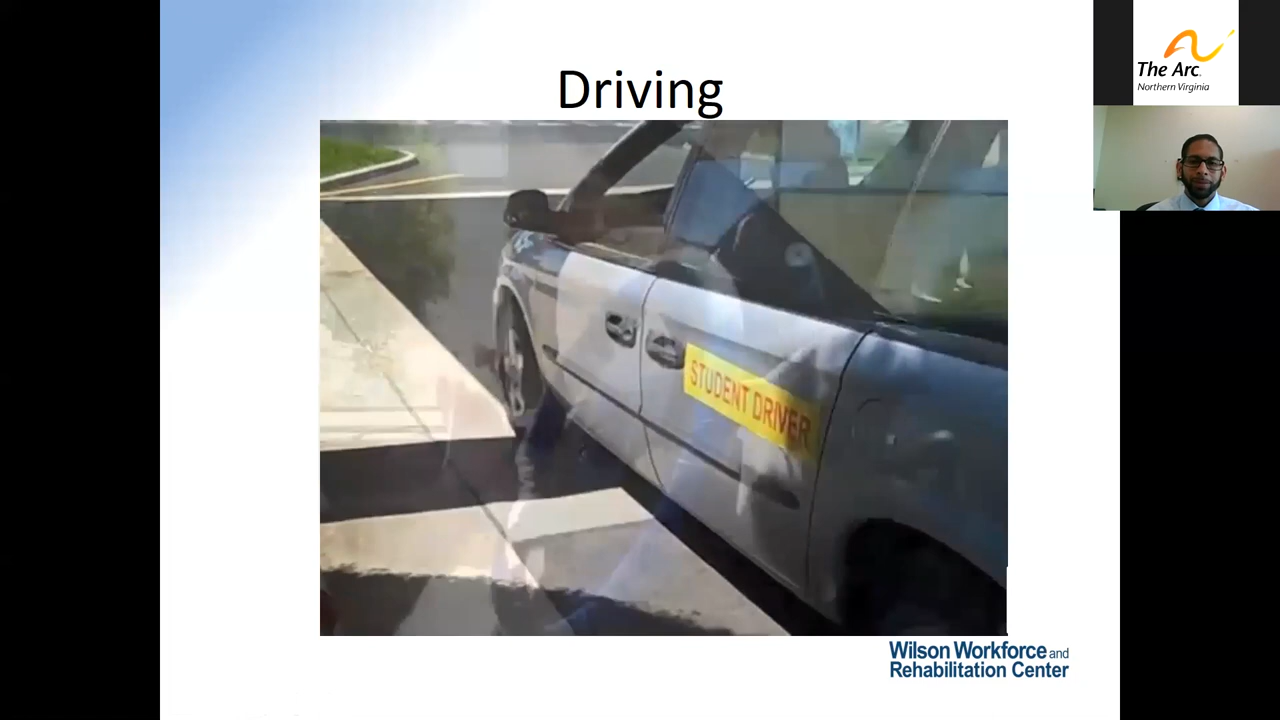 Driving
The Arc
Northern Virginia
STUDENT DRIVER
Wilson Workforce and
Rehabilitation Center